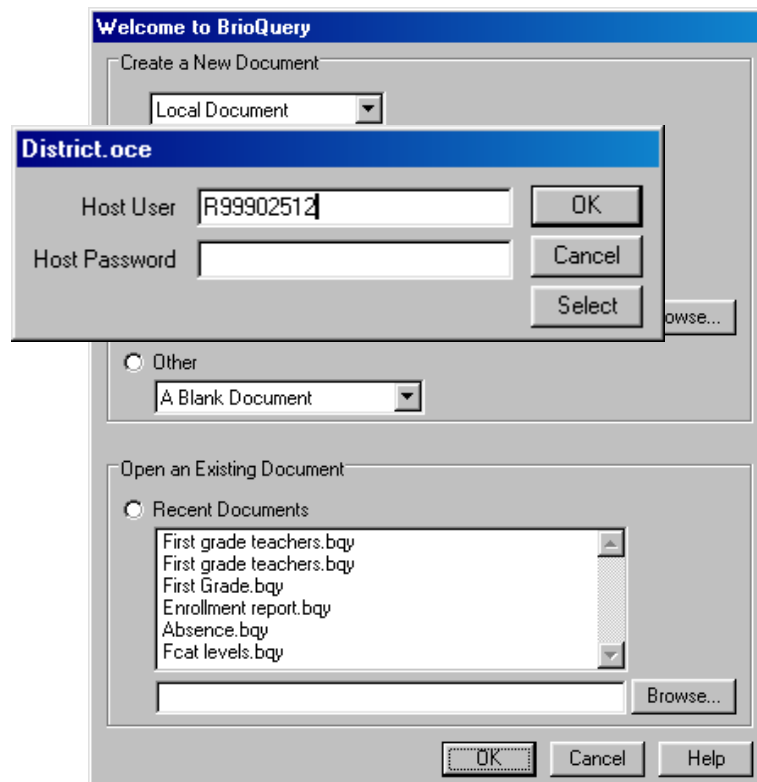 Welcome to BrioQuery
Create a New Document
Local Document
District.oce
Host User R99902512 OK
Host Password Cancel
Select
owse...
Other
A Blank Document
Open an Existing Document
Recent Documents
First grade teachers.bqy
First grade teachers.bqy
First Grade.bqy
Enrollment report.bqy
Absence.bqy
Fcat levels.bqy
Browse...
OK Cancel Help